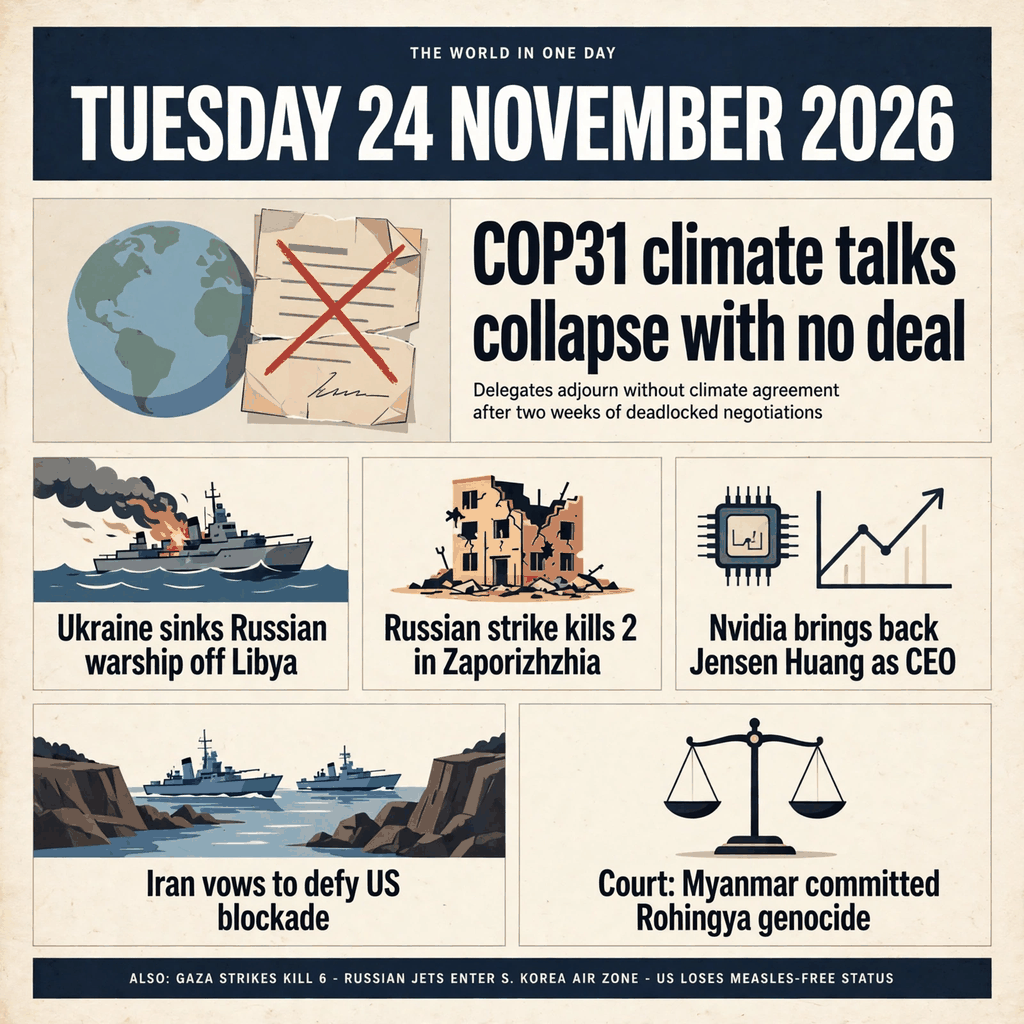 THE WORLD IN ONE DAY
TUESDAY 24 NOVEMBER 2026
COP31 climate talks
collapse with no deal
Delegates adjourn without climate agreement
after two weeks of deadlocked negotiations
Ukraine sinks Russian
warship off Libya
Russian strike kills 2
in Zaporizhzhia
Nvidia brings back
Jensen Huang as CEO
Iran vows to defy US
blockade
Court: Myanmar committed
Rohingya genocide
ALSO: GAZA STRIKES KILL 6 - RUSSIAN JETS ENTER S. KOREA AIR ZONE - US LOSES MEASLES-FREE STATUS